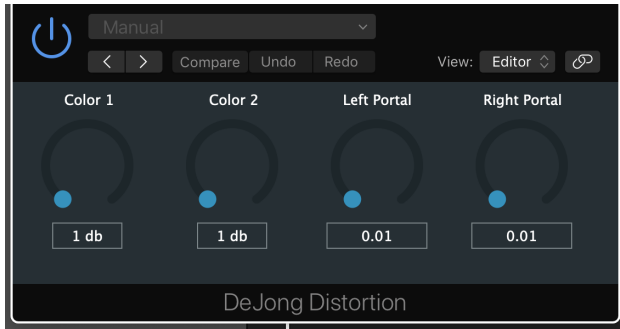 Manual
Compare Undo Redo View: Editor
Color 1 Color 2 Left Portal Right Portal
1 db 1 db 0.01 0.01
DeJong Distortion